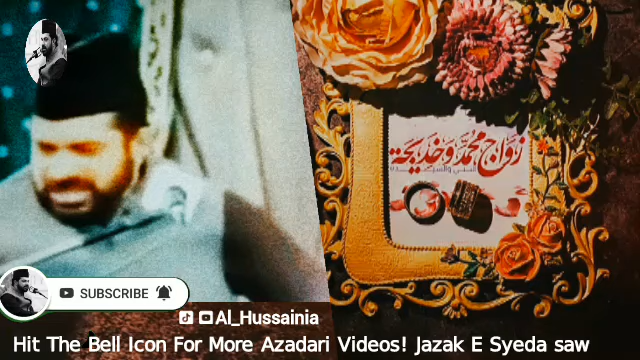 زواج محمد وخديجة
SUBSCRIBE
Al_Hussainia
Hit The Bell Icon For More Azadari Videos! Jazak E Syeda saw